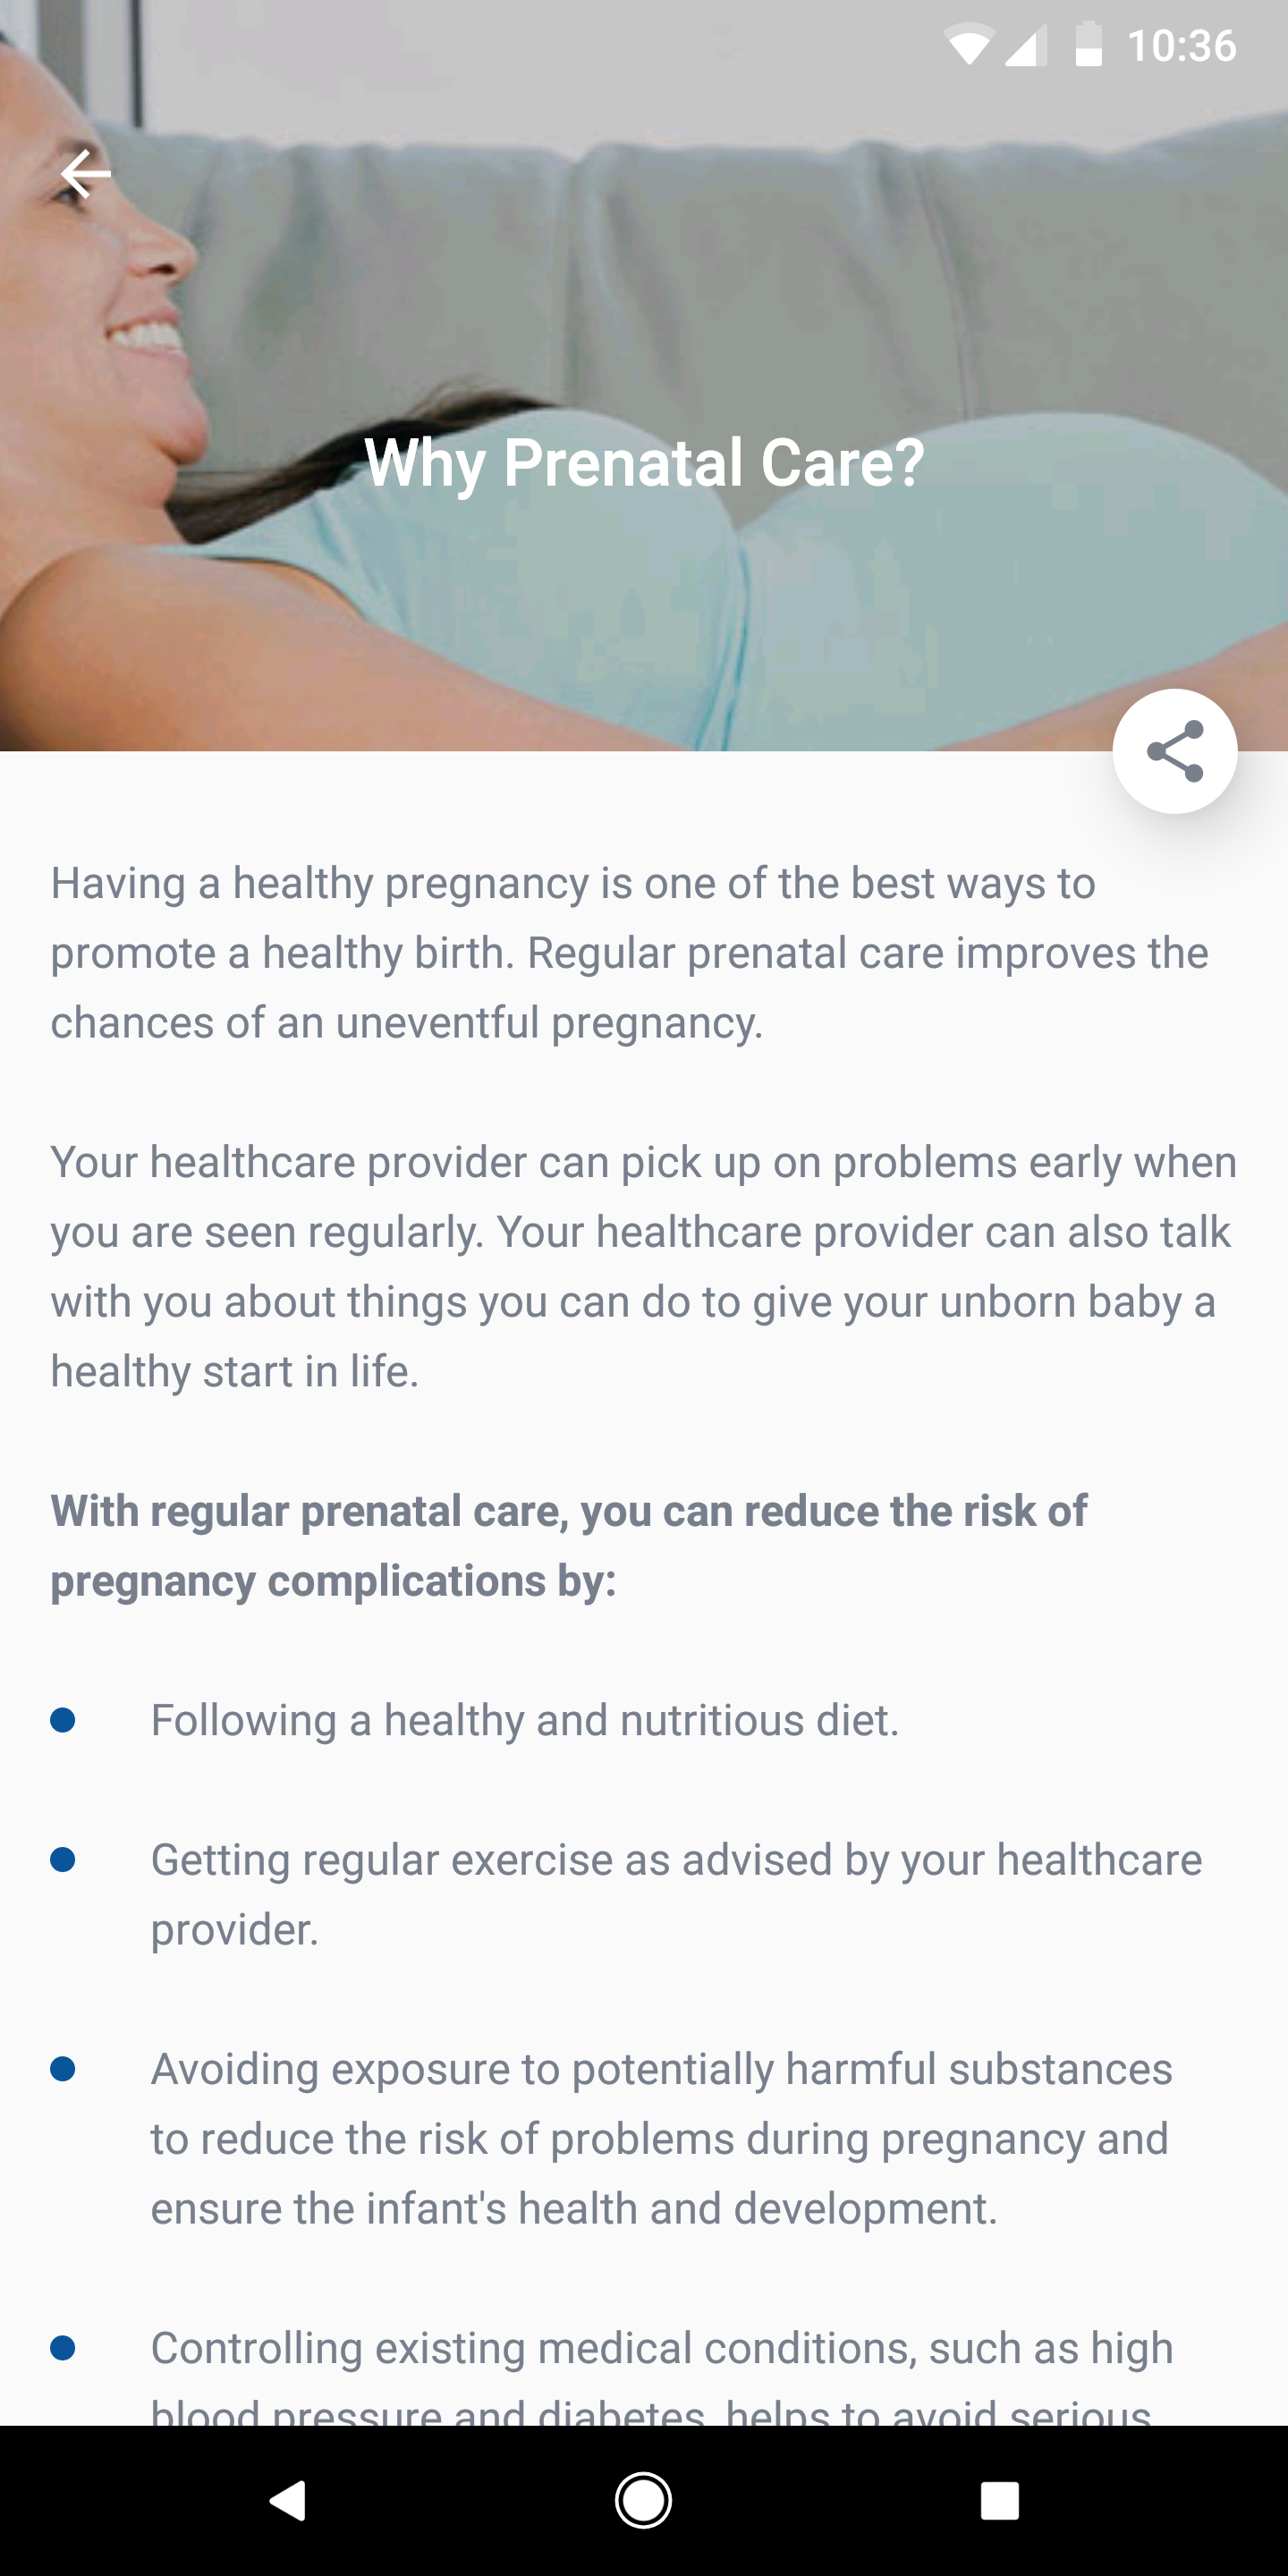 10:36
Why Prenatal Care?
Having a healthy pregnancy is one of the best ways to
promote a healthy birth. Regular prenatal care improves the
chances of an uneventful pregnancy.
Your healthcare provider can pick up on problems early when
you are seen regularly. Your healthcare provider can also talk
with you about things you can do to give your unborn baby a
healthy start in life.
With regular prenatal care, you can reduce the risk of
pregnancy complications by:
Following a healthy and nutritious diet.
Getting regular exercise as advised by your healthcare
provider.
Avoiding exposure to potentially harmful substances
to reduce the risk of problems during pregnancy and
ensure the infant's health and development.
Controlling existing medical conditions, such as high
blood pressure and diabetes, helps to avoid serious